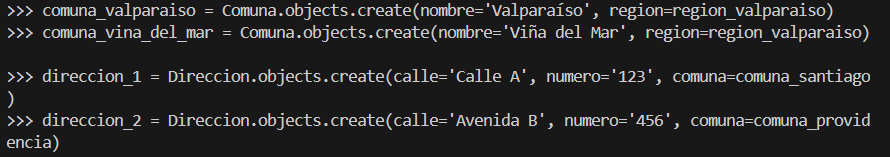 >>> comuna_valparaiso = Comuna.objects.create(nombre='Valparaíso', region=region_valparaiso)
>>> comuna_vina_del_mar = Comuna.objects.create(nombre='Viña del Mar', region=region_valparaiso)
>>> direccion_1 = Direccion.objects.create(calle='Calle A', numero='123', comuna=comuna_santiago
)
>>> direccion_2 = Direccion.objects.create(calle='Avenida B', numero='456', comuna=comuna_provid
encia)